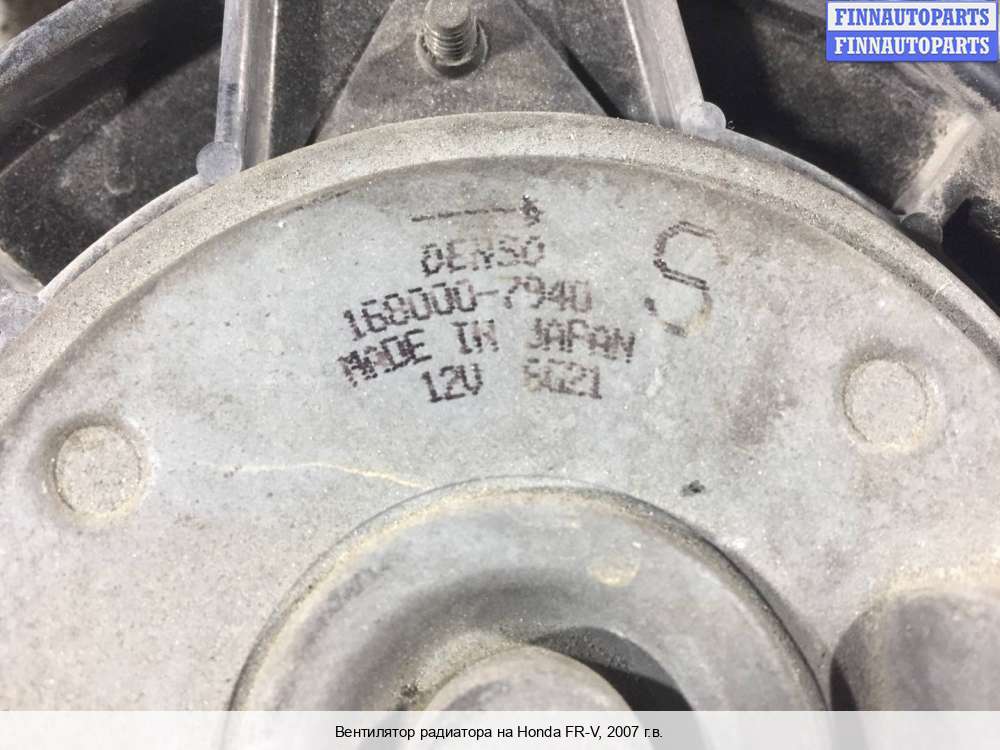 FINNAUTOPARTS
FINNAUTOPARTS
DENSO
168000-7940
S
MADE IN JAPAN
12V 6G21
Вентилятор радиатора на Honda FR-V, 2007 г.в.